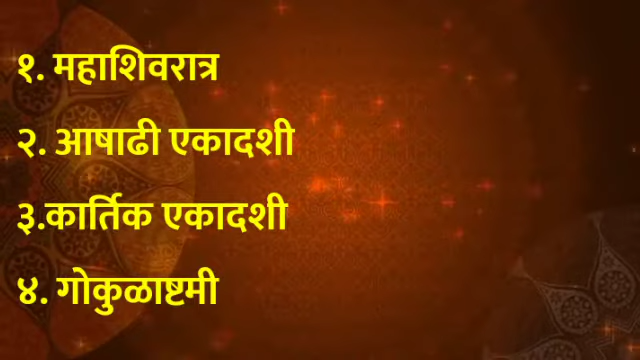 १. महाशिवरात्र
२. आषाढी एकादशी
३.कार्तिक एकादशी
४. गोकुळाष्टमी